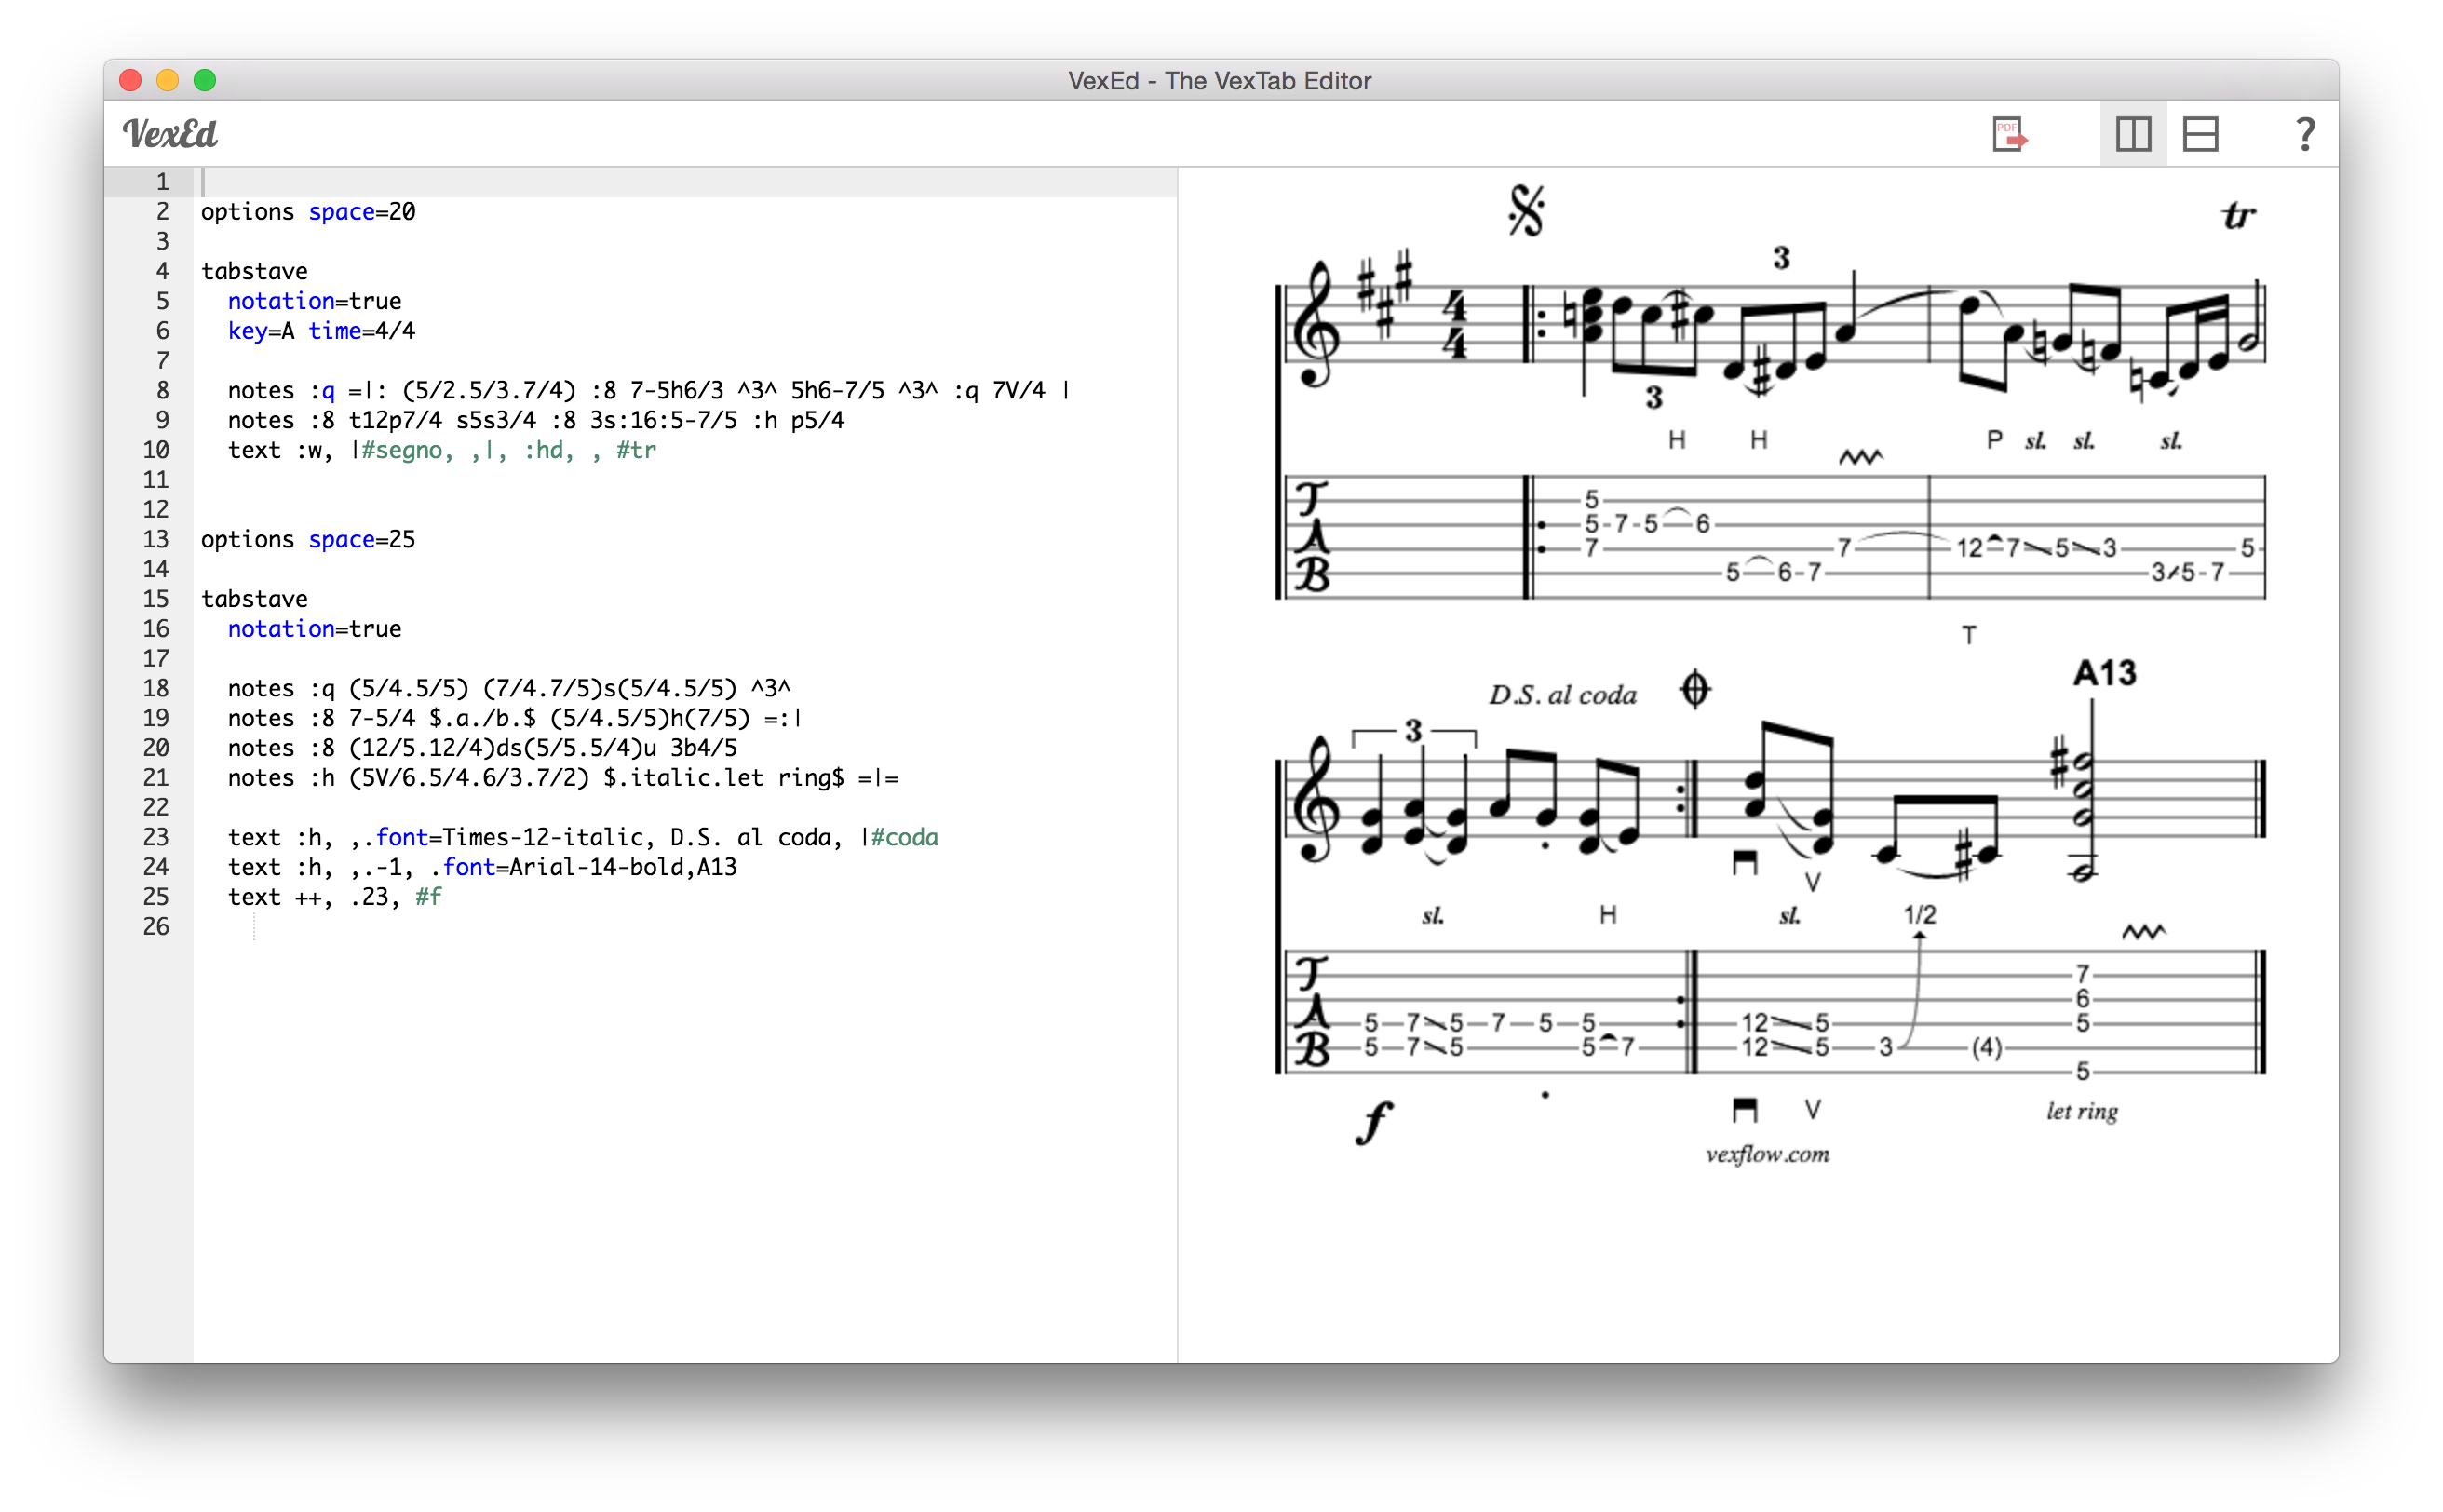 VexEd - The VexTab Editor
VexEd
PDF
?
1
2 options space=20
3
4 tabstave
5 notation=true
6 key=A time=4/4
7
8 notes :q =|: (5/2.5/3.7/4) :8 7-5h6/3 ^3^ 5h6-7/5 ^3^ :q 7V/4 |
9 notes :8 t12p7/4 s5s3/4 :8 3s:16:5-7/5 :h p5/4
10 text :w, |#segno, ,|, :hd, , #tr
11
12
13 options space=25
14
15 tabstave
16 notation=true
17
18 notes :q (5/4.5/5) (7/4.7/5)s(5/4.5/5) ^3^
19 notes :8 7-5/4 $.a./b.$ (5/4.5/5)h(7/5) =:|
20 notes :8 (12/5.12/4)ds(5/5.5/4)u 3b4/5
21 notes :h (5V/6.5/4.6/3.7/2) $.italic.let ring$ =|=
22
23 text :h, ,.font=Times-12-italic, D.S. al coda, |#coda
24 text :h, ,.-1, .font=Arial-14-bold,A13
25 text ++, .23, #f
26
tr
3
4
4
3
H H P sl. sl. sl.
T
A
B
5
5 7 5 6
7 7 12 7 5 3 5
5 6 7 3 5 7
T
A13
D.S. al coda
3
sl. H V sl. 1/2
T
A
B
7
6
5 7 5 7 5 5 12 5 5
5 7 5 5 7 12 5 3 (4)
5
f V let ring
vexflow.com